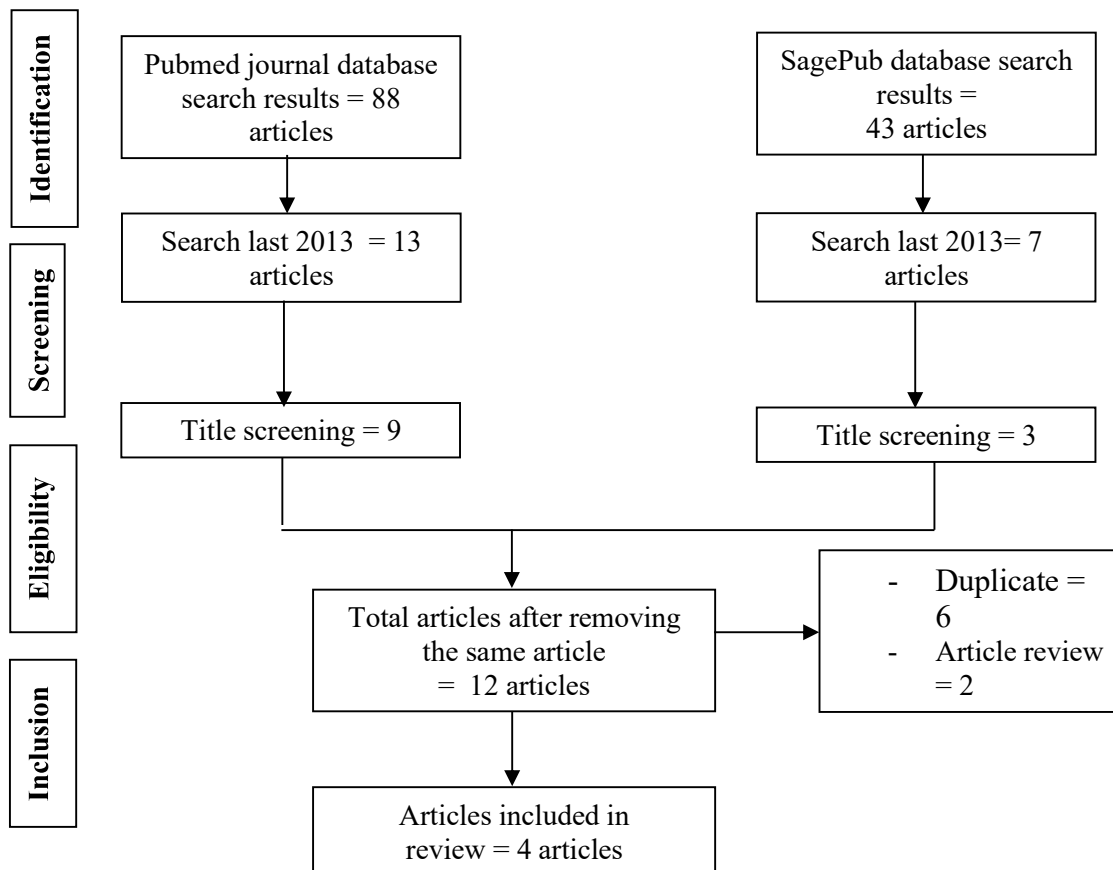 Identification
Pubmed journal database
search results = 88
articles
SagePub database search
results =
43 articles
Search last 2013 = 13
articles
Search last 2013= 7
articles
Screening
Title screening = 9
Title screening = 3
Eligibility
Total articles after removing
the same article
= 12 articles
- Duplicate =
6
- Article review
= 2
Inclusion
Articles included in
review = 4 articles